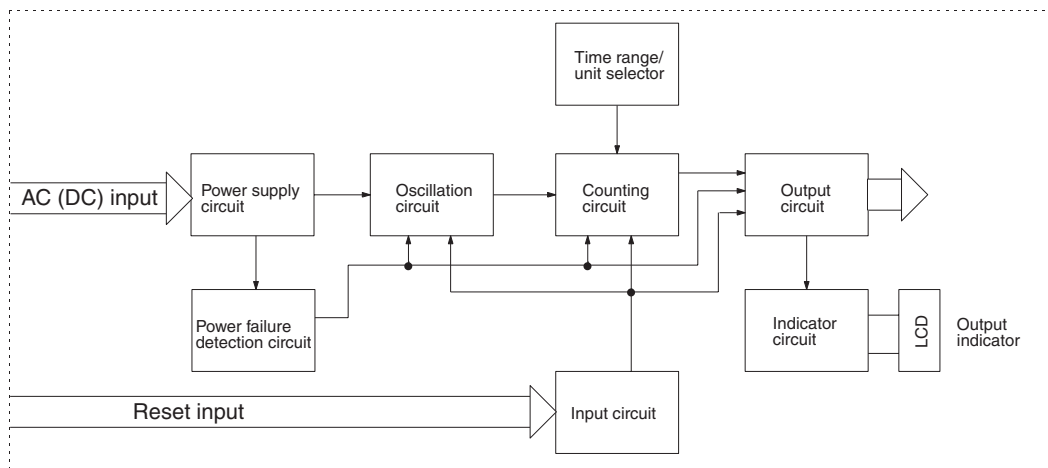 Time range/
unit selector
AC (DC) input
Power supply
circuit
Oscillation
circuit
Counting
circuit
Output
circuit
Power failure
detection circuit
Indicator
circuit
LCD
Output
indicator
Reset input
Input circuit